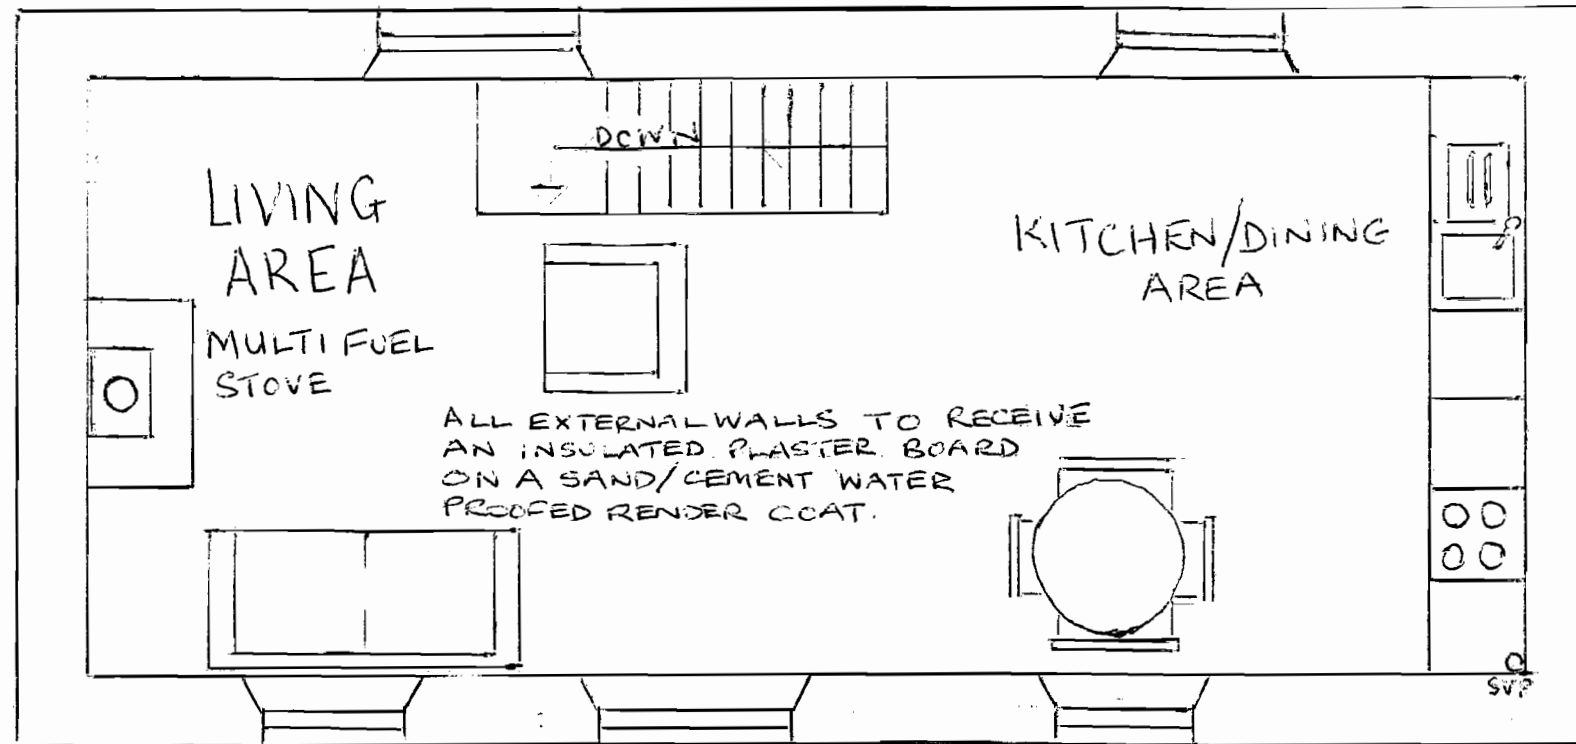 DOWN
LIVING
AREA
KITCHEN/DINING
AREA
MULTI FUEL
STOVE
ALL EXTERNAL WALLS TO RECEIVE
AN INSULATED PLASTER BOARD
ON A SAND/CEMENT WATER
PROOFED RENDER COAT.
SVP